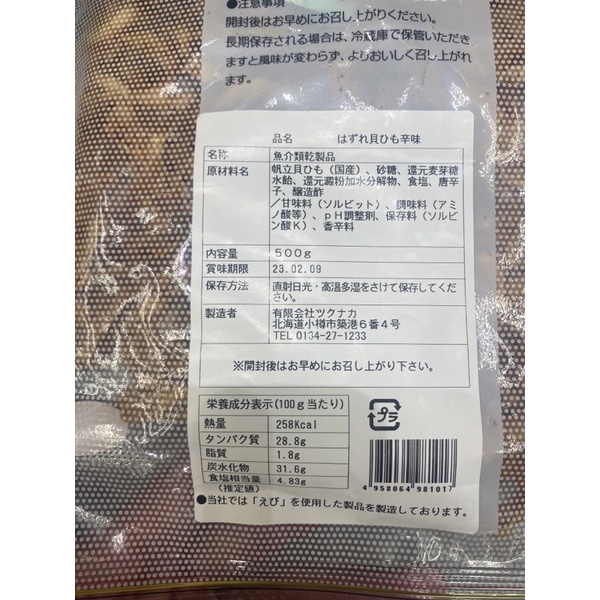 ●注意事項
開封後はお早めにお召し上がりください。
長期保存される場合は、冷蔵庫で保管いただき
ますと風味が変わらず、よりおいしく召し上がれ
ます。
品名 はずれ貝ひも辛味
名称 魚介類乾製品
原材料名 帆立貝ひも（国産）、砂糖、還元麦芽糖
水飴、還元澱粉加水分解物、食塩、唐辛
子、醸造酢
／甘味料（ソルビット）、調味料（アミ
ノ酸等）、ｐＨ調整剤、保存料（ソルビ
ン酸Ｋ）、香辛料
内容量 500g
賞味期限 23.02.09
保存方法 直射日光・高温多湿をさけて保存してくだ
さい。
製造者 有限会社ツクナカ
北海道小樽市築港６番４号
TEL 0134-27-1233
※開封後はお早めにお召し上がり下さい。
栄養成分表示(100g当たり)
熱量 258Kcal
タンパク質 28.8g
脂質 1.8g
炭水化物 31.6g
食塩相当量 4.83g
(推定値)
プラ
4 958064 981017
●当社では「えび」を使用した製品を製造しております。